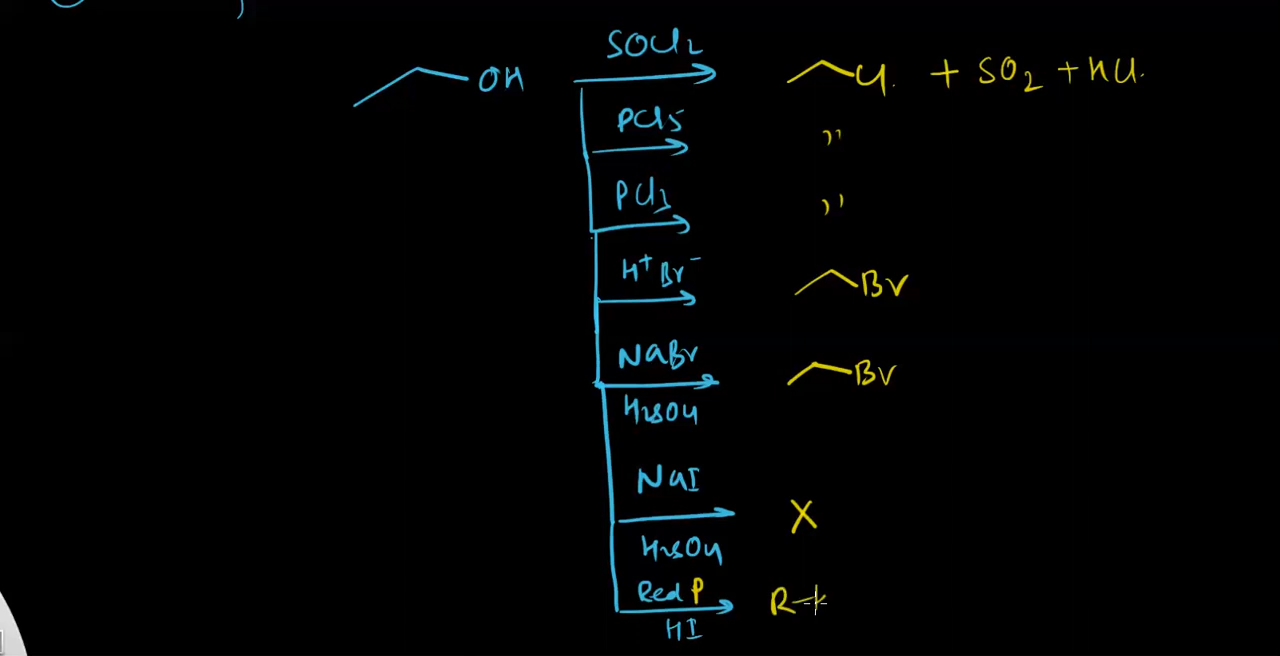 OH SOCl2 Cl + SO2 + HCl
PCl5 "
PCl3 "
H+ Br- Br
NaBr Br
H2SO4
NaI X
H2SO4
Red P R-
HI